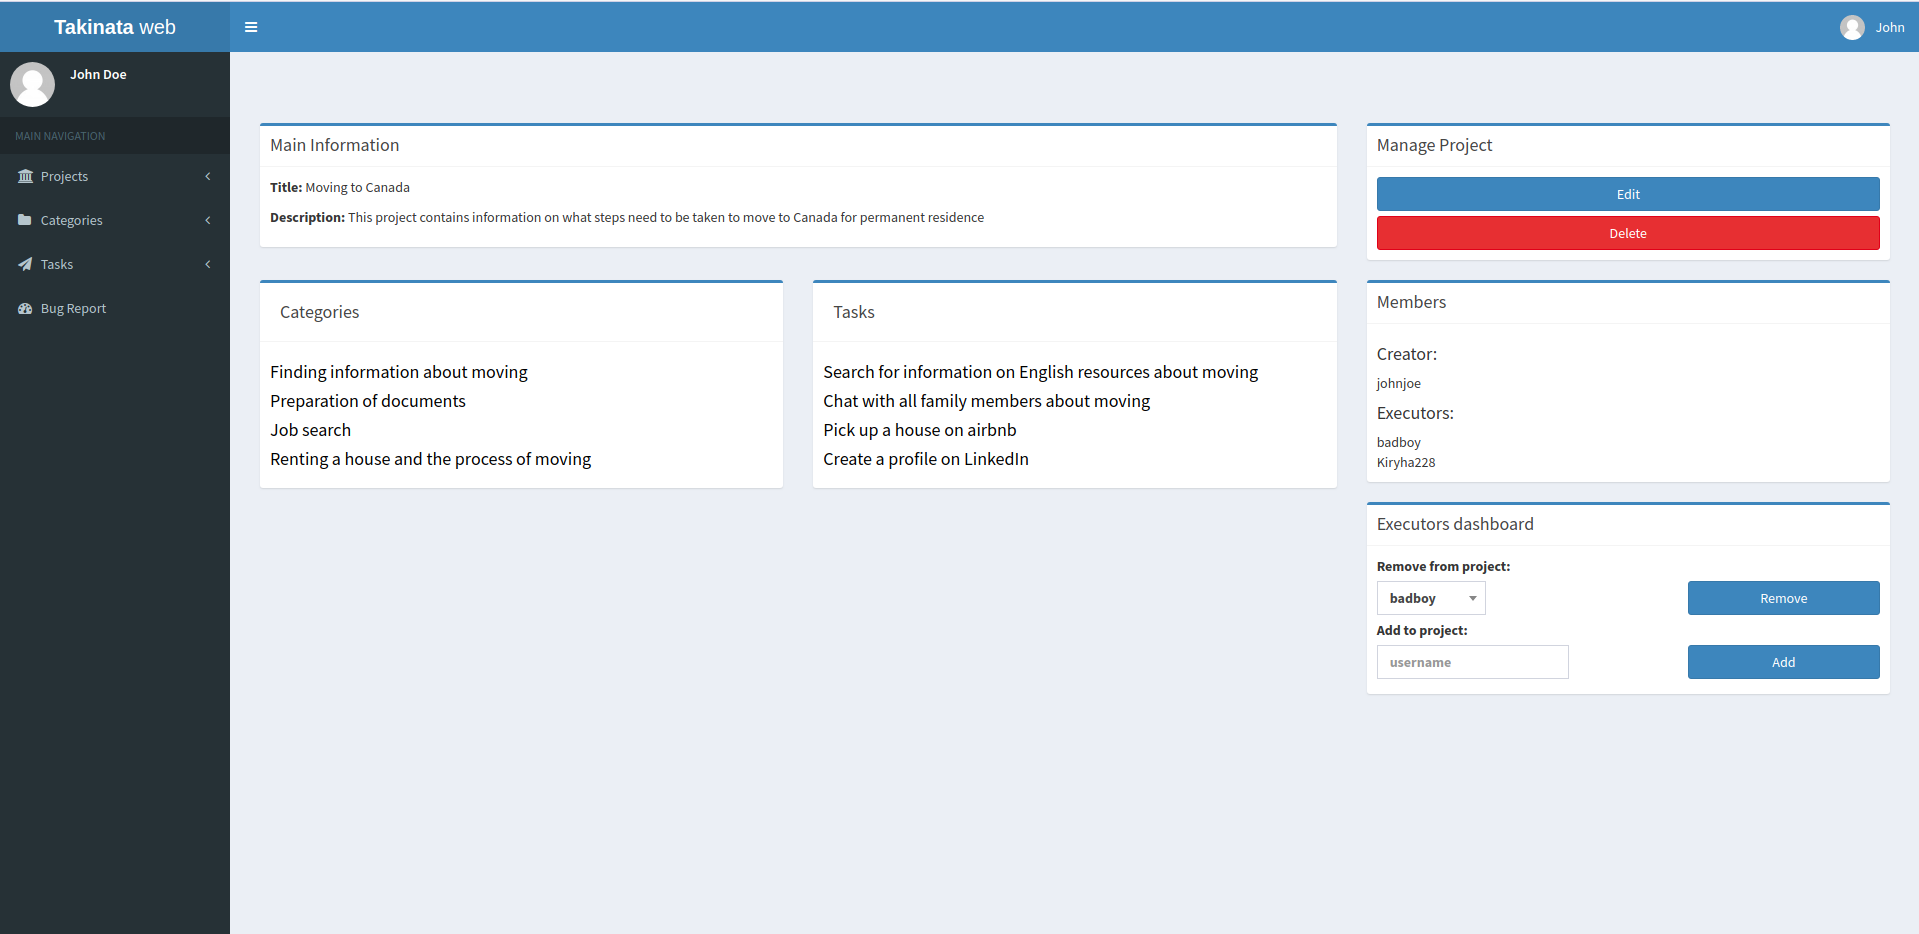 Takinata web
John
John Doe
MAIN NAVIGATION
Projects
Categories
Tasks
Bug Report
Main Information
Title: Moving to Canada
Description: This project contains information on what steps need to be taken to move to Canada for permanent residence
Categories
Finding information about moving
Preparation of documents
Job search
Renting a house and the process of moving
Tasks
Search for information on English resources about moving
Chat with all family members about moving
Pick up a house on airbnb
Create a profile on LinkedIn
Manage Project
Edit
Delete
Members
Creator:
johnjoe
Executors:
badboy
Kiryha228
Executors dashboard
Remove from project:
badboy
Remove
Add to project:
username
Add